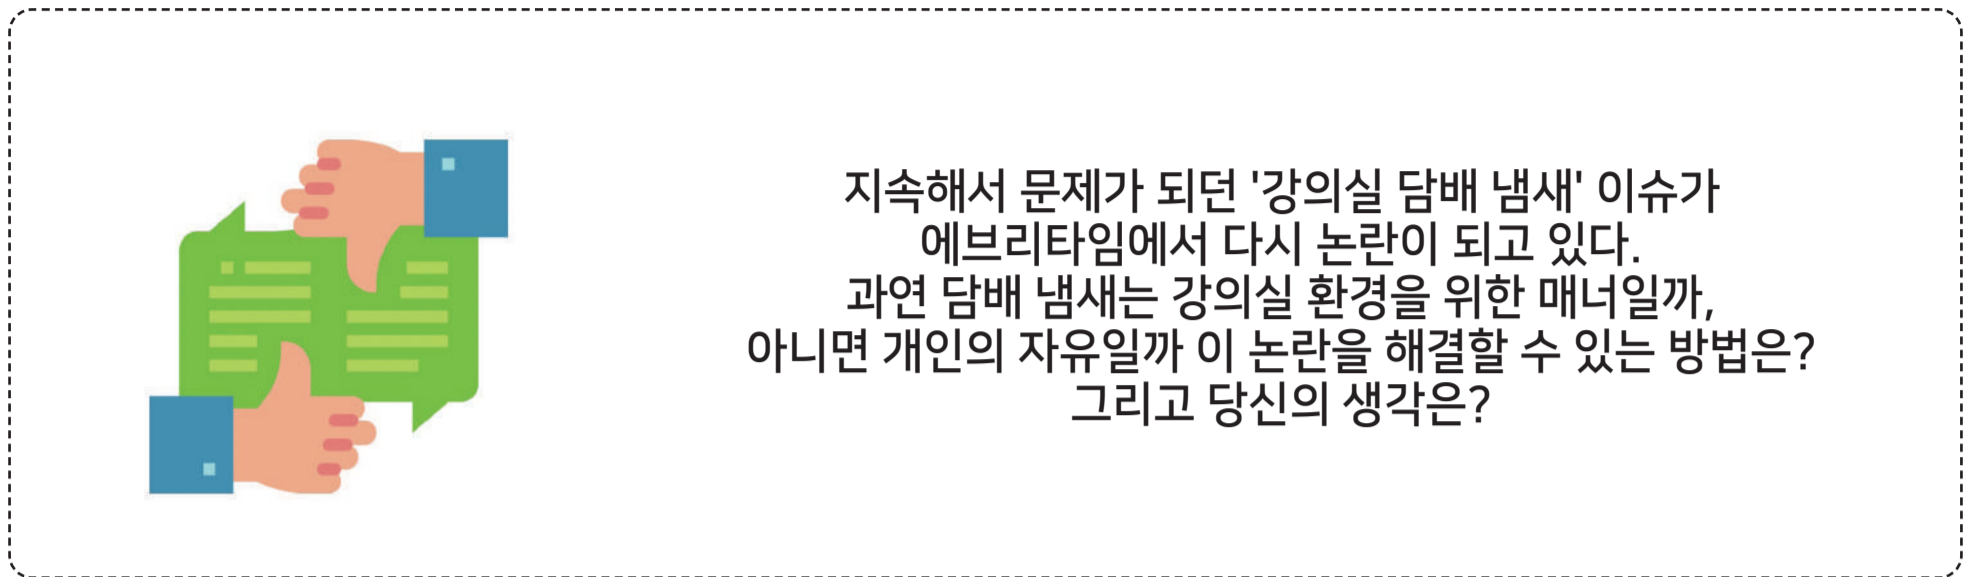 지속해서 문제가 되던 '강의실 담배 냄새' 이슈가
에브리타임에서 다시 논란이 되고 있다.
과연 담배 냄새는 강의실 환경을 위한 매너일까,
아니면 개인의 자유일까 이 논란을 해결할 수 있는 방법은?
그리고 당신의 생각은?